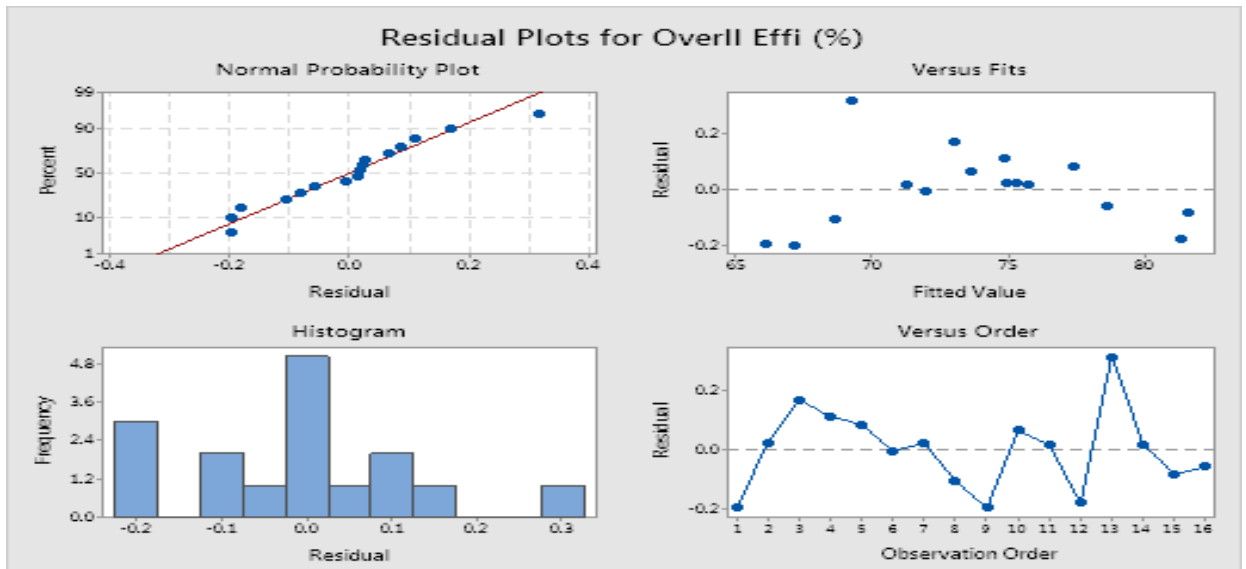 Residual Plots for Overll Effi (%)
Normal Probability Plot
99
90
50
10
1
Percent
-0.4 -0.2 0.0 0.2 0.4
Residual
Versus Fits
0.2
0.0
-0.2
Residual
65 70 75 80
Fitted Value
Histogram
4.8
3.6
2.4
1.2
0.0
Frequency
-0.2 -0.1 0.0 0.1 0.2 0.3
Residual
Versus Order
0.2
0.0
-0.2
Residual
1 2 3 4 5 6 7 8 9 10 11 12 13 14 15 16
Observation Order